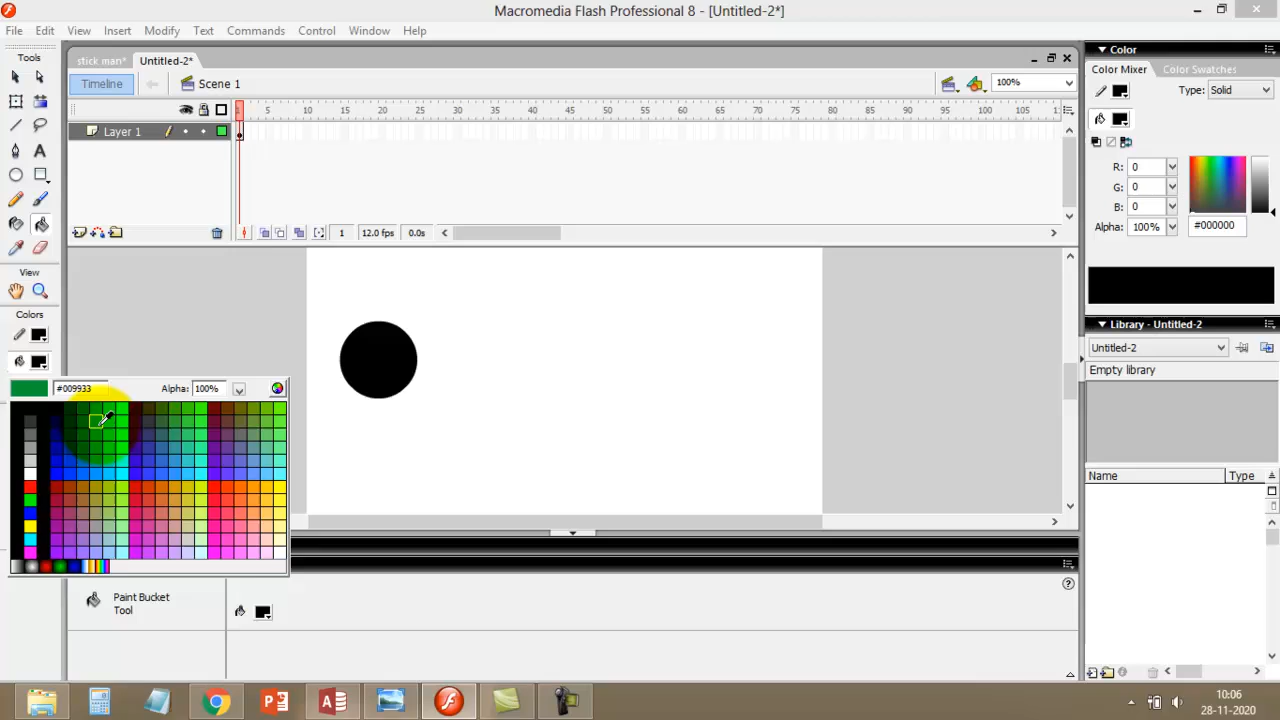 Macromedia Flash Professional 8 - [Untitled-2*]
File Edit View Insert Modify Text Commands Control Window Help
Tools
stick man* Untitled-2*
Color
Color Mixer Color Swatches
Timeline Scene 1 100%
Type: Solid
5 10 15 20 25 30 35 40 45 50 55 60 65 70 75 80 85 90 95 100
Layer 1
R: 0
G: 0
B: 0
Alpha: 100% #000000
1 12.0 fps 0.0s
View
Colors
Library - Untitled-2
Untitled-2
Empty library
#009933 Alpha: 100%
Name Type
Paint Bucket
Tool
10:06
28-11-2020